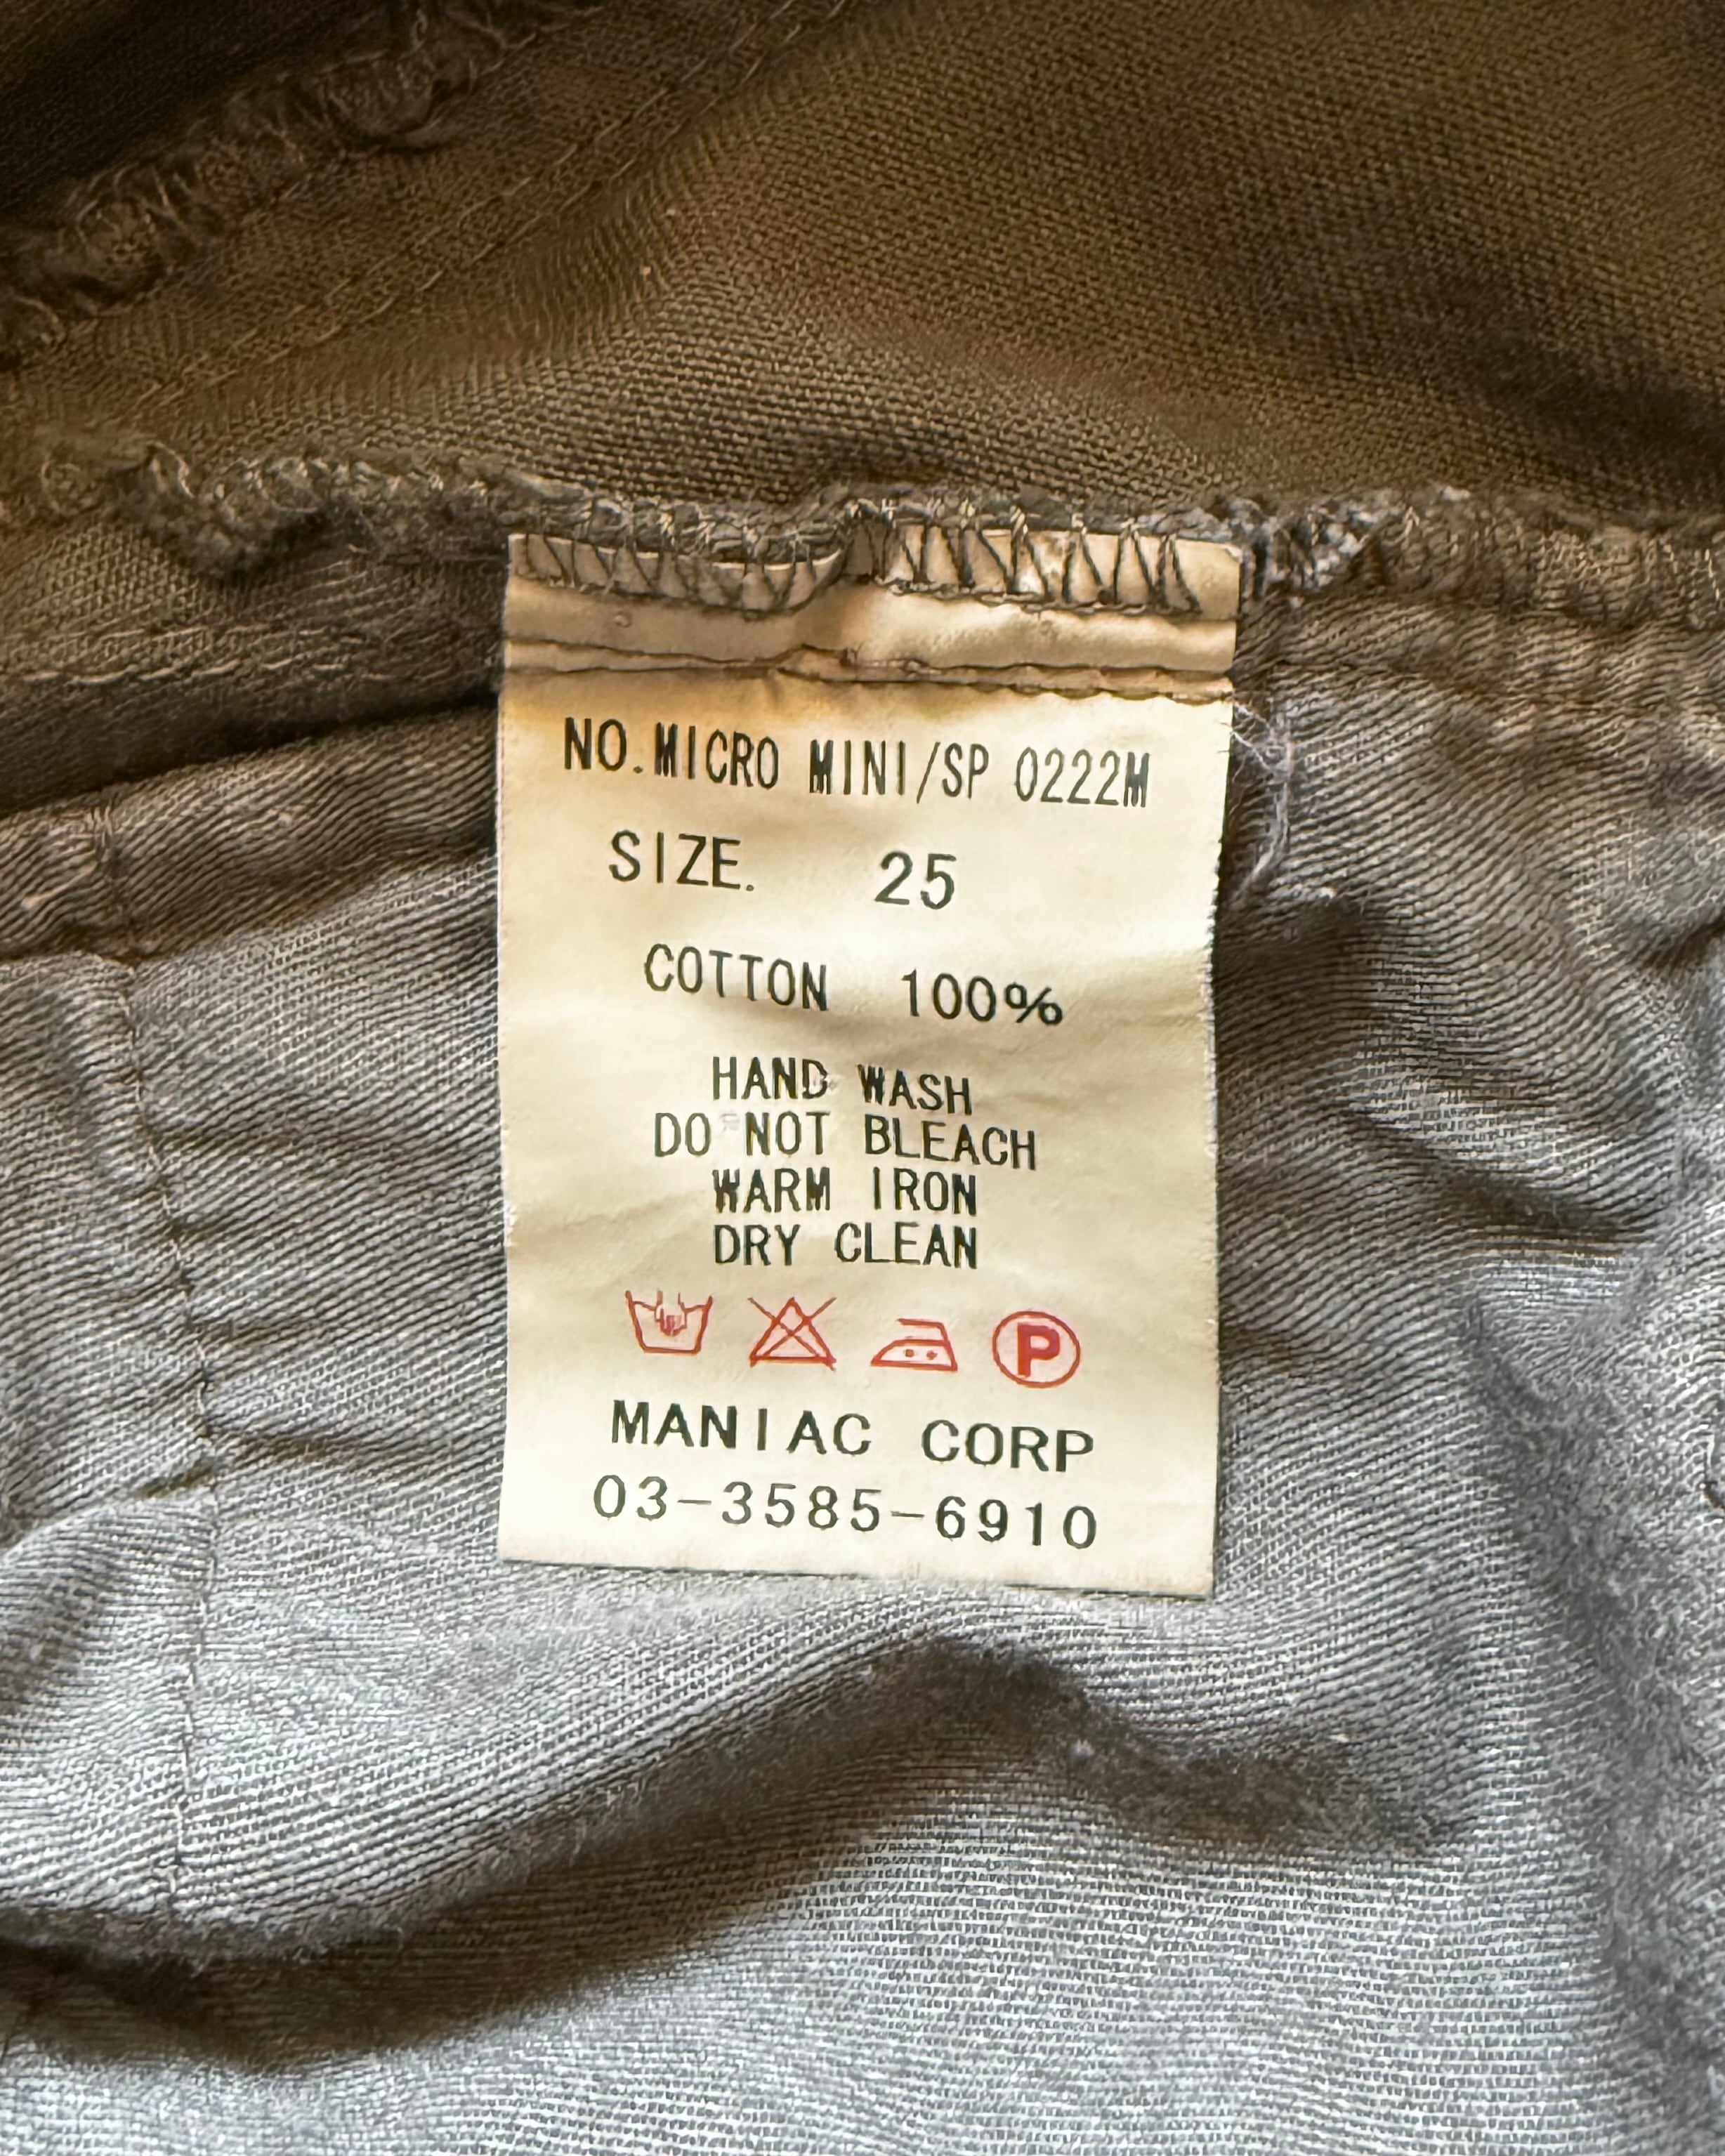 NO.MICRO MINI/SP 0222M
SIZE. 25
COTTON 100%
HAND WASH
DO NOT BLEACH
WARM IRON
DRY CLEAN
P
MANIAC CORP
03-3585-6910